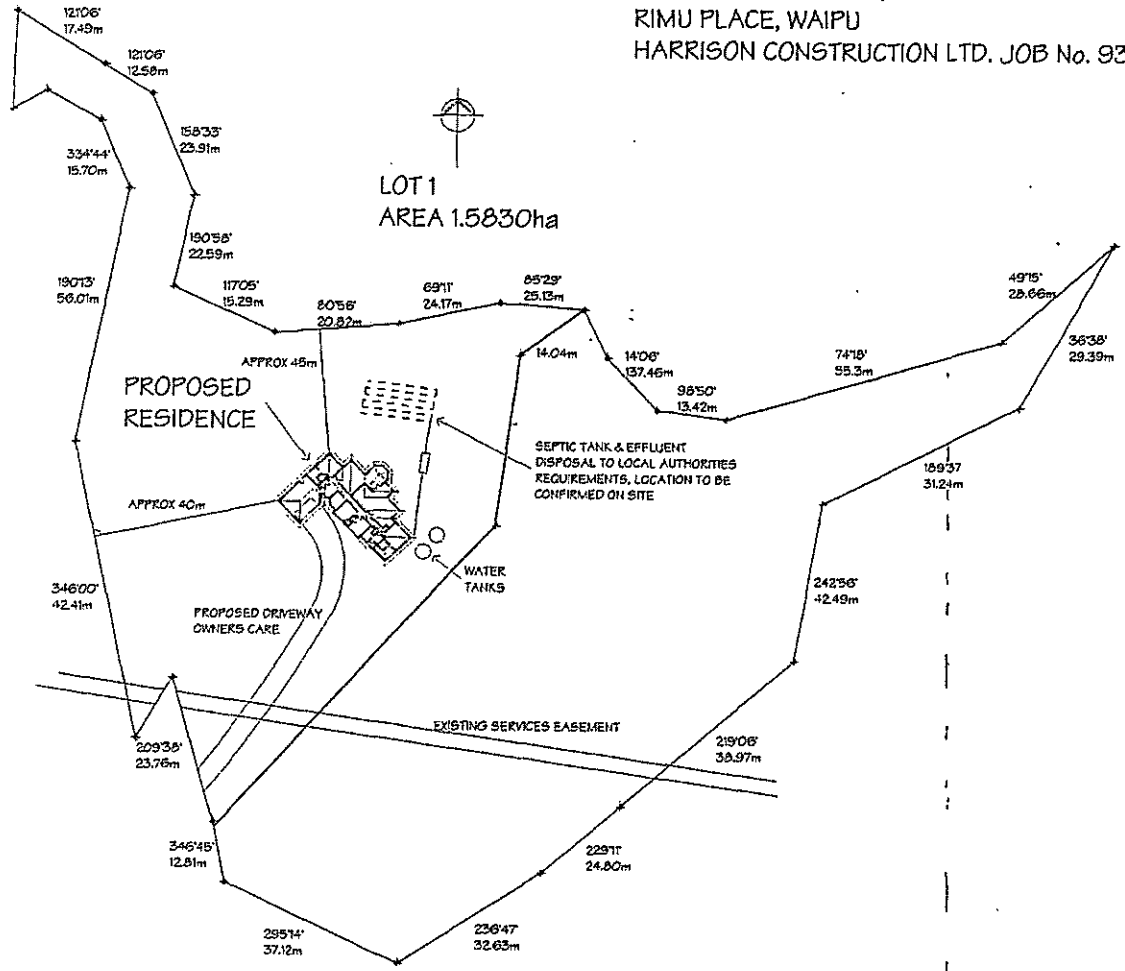 RIMU PLACE, WAIPU
HARRISON CONSTRUCTION LTD. JOB No. 93
121°06'
17.49m
121°06'
12.58m
158°33'
23.91m
334°44'
15.70m
LOT 1
AREA 1.5830ha
190°58'
22.59m
190°13'
56.01m
117°05'
15.29m
80°56'
20.82m
69°11'
24.17m
85°29'
25.13m
49°15'
28.66m
36°38'
29.39m
14.04m
14°06'
137.46m
74°18'
55.3m
98°50'
13.42m
APPROX 45m
PROPOSED
RESIDENCE
SEPTIC TANK & EFFLUENT
DISPOSAL TO LOCAL AUTHORITIES
REQUIREMENTS, LOCATION TO BE
CONFIRMED ON SITE
189°37
31.24m
APPROX 40m
WATER
TANKS
346°00'
42.41m
PROPOSED DRIVEWAY
OWNERS CARE
242°56'
42.49m
EXISTING SERVICES EASEMENT
209°38'
23.76m
219°06'
38.97m
346°45'
12.81m
229°11'
24.80m
295°14'
37.12m
236°47'
32.63m